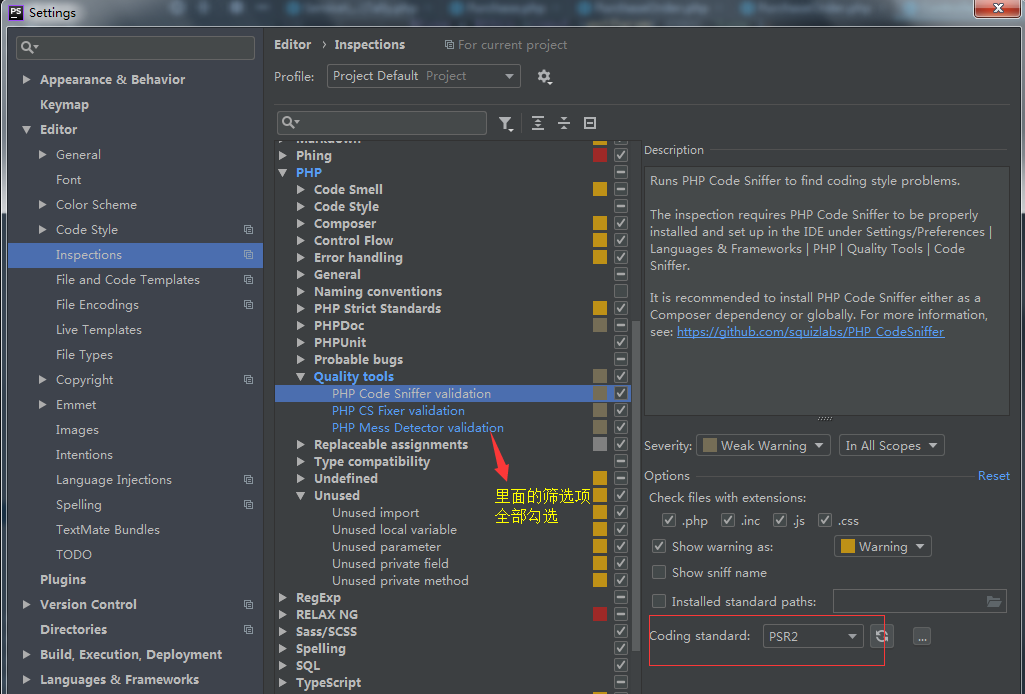 Settings
Appearance & Behavior
Keymap
Editor
General
Font
Color Scheme
Code Style
Inspections
File and Code Templates
File Encodings
Live Templates
File Types
Copyright
Emmet
Images
Intentions
Language Injections
Spelling
TextMate Bundles
TODO
Plugins
Version Control
Directories
Build, Execution, Deployment
Languages & Frameworks
Editor › Inspections For current project
Profile: Project Default Project
Phing
PHP
Code Smell
Code Style
Composer
Control Flow
Error handling
General
Naming conventions
PHP Strict Standards
PHPDoc
PHPUnit
Probable bugs
Quality tools
PHP Code Sniffer validation
PHP CS Fixer validation
PHP Mess Detector validation
Replaceable assignments
Type compatibility
Undefined
Unused
Unused import
Unused local variable
Unused parameter
Unused private field
Unused private method
RegExp
RELAX NG
Sass/SCSS
Spelling
SQL
TypeScript
里面的筛选项
全部勾选
Description
Runs PHP Code Sniffer to find coding style problems.
The inspection requires PHP Code Sniffer to be properly
installed and set up in the IDE under Settings/Preferences |
Languages & Frameworks | PHP | Quality Tools | Code
Sniffer.
It is recommended to install PHP Code Sniffer either as a
Composer dependency or globally. For more information,
see: https://github.com/squizlabs/PHP_CodeSniffer
Severity: Weak Warning In All Scopes
Options Reset
Check files with extensions:
.php .inc .js .css
Show warning as: Warning
Show sniff name
Installed standard paths:
Coding standard: PSR2 ...